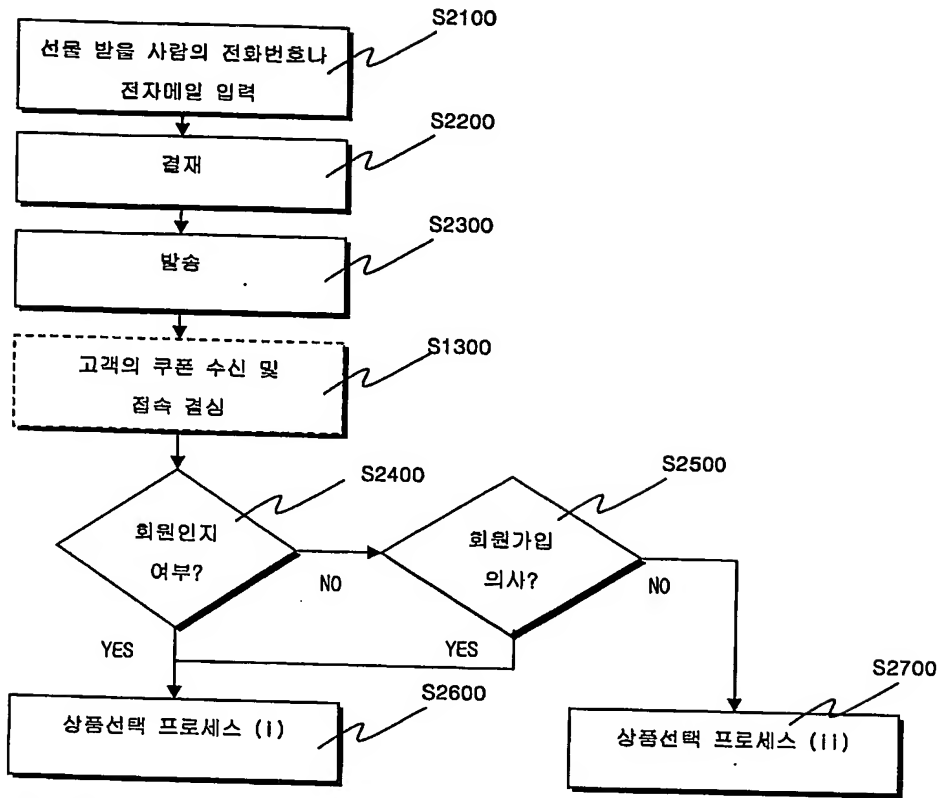 S2100
선물 받을 사람의 전화번호나
전자메일 입력
S2200
결재
S2300
발송
S1300
고객의 쿠폰 수신 및
접속 결심
S2400
S2500
회원인지
여부?
회원가입
의사?
NO
NO
YES
YES
S2600
S2700
상품선택 프로세스 (i)
상품선택 프로세스 (ii)